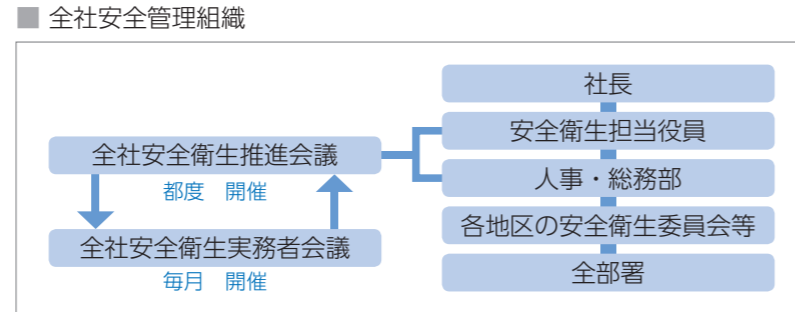 ■ 全社安全管理組織
社長
安全衛生担当役員
人事・総務部
各地区の安全衛生委員会等
全部署
全社安全衛生推進会議
都度　開催
全社安全衛生実務者会議
毎月　開催